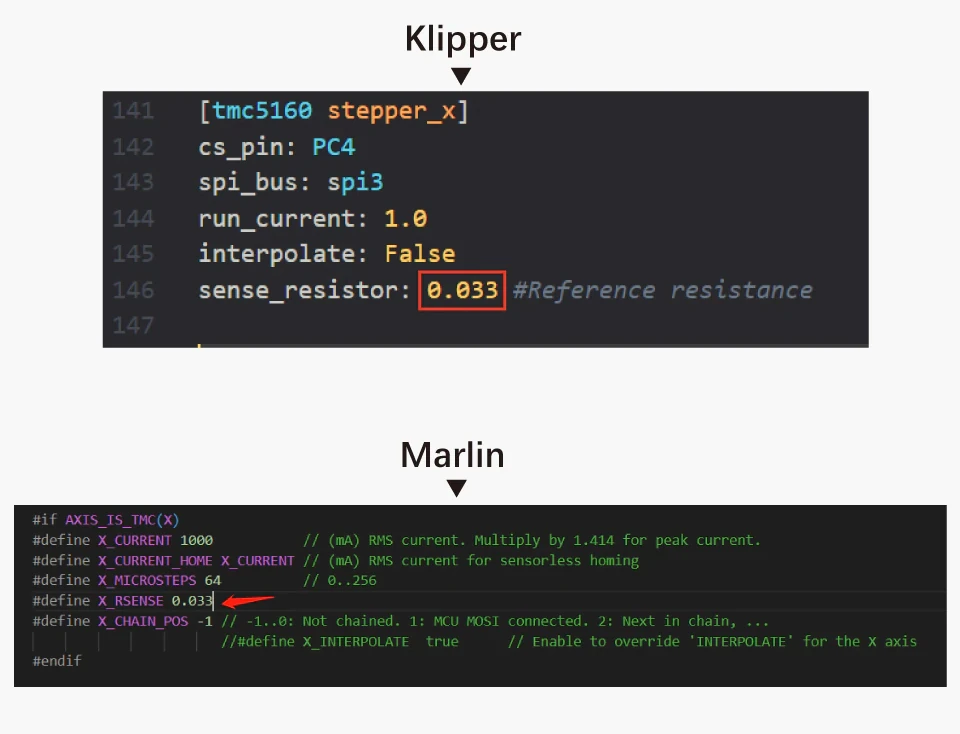 Klipper
141 [tmc5160 stepper_x]
142 cs_pin: PC4
143 spi_bus: spi3
144 run_current: 1.0
145 interpolate: False
146 sense_resistor: 0.033 #Reference resistance
147
Marlin
#if AXIS_IS_TMC(X)
#define X_CURRENT 1000 // (mA) RMS current. Multiply by 1.414 for peak current.
#define X_CURRENT_HOME X_CURRENT // (mA) RMS current for sensorless homing
#define X_MICROSTEPS 64 // 0..256
#define X_RSENSE 0.033
#define X_CHAIN_POS -1 // -1..0: Not chained. 1: MCU MOSI connected. 2: Next in chain, ...
//#define X_INTERPOLATE true // Enable to override 'INTERPOLATE' for the X axis
#endif